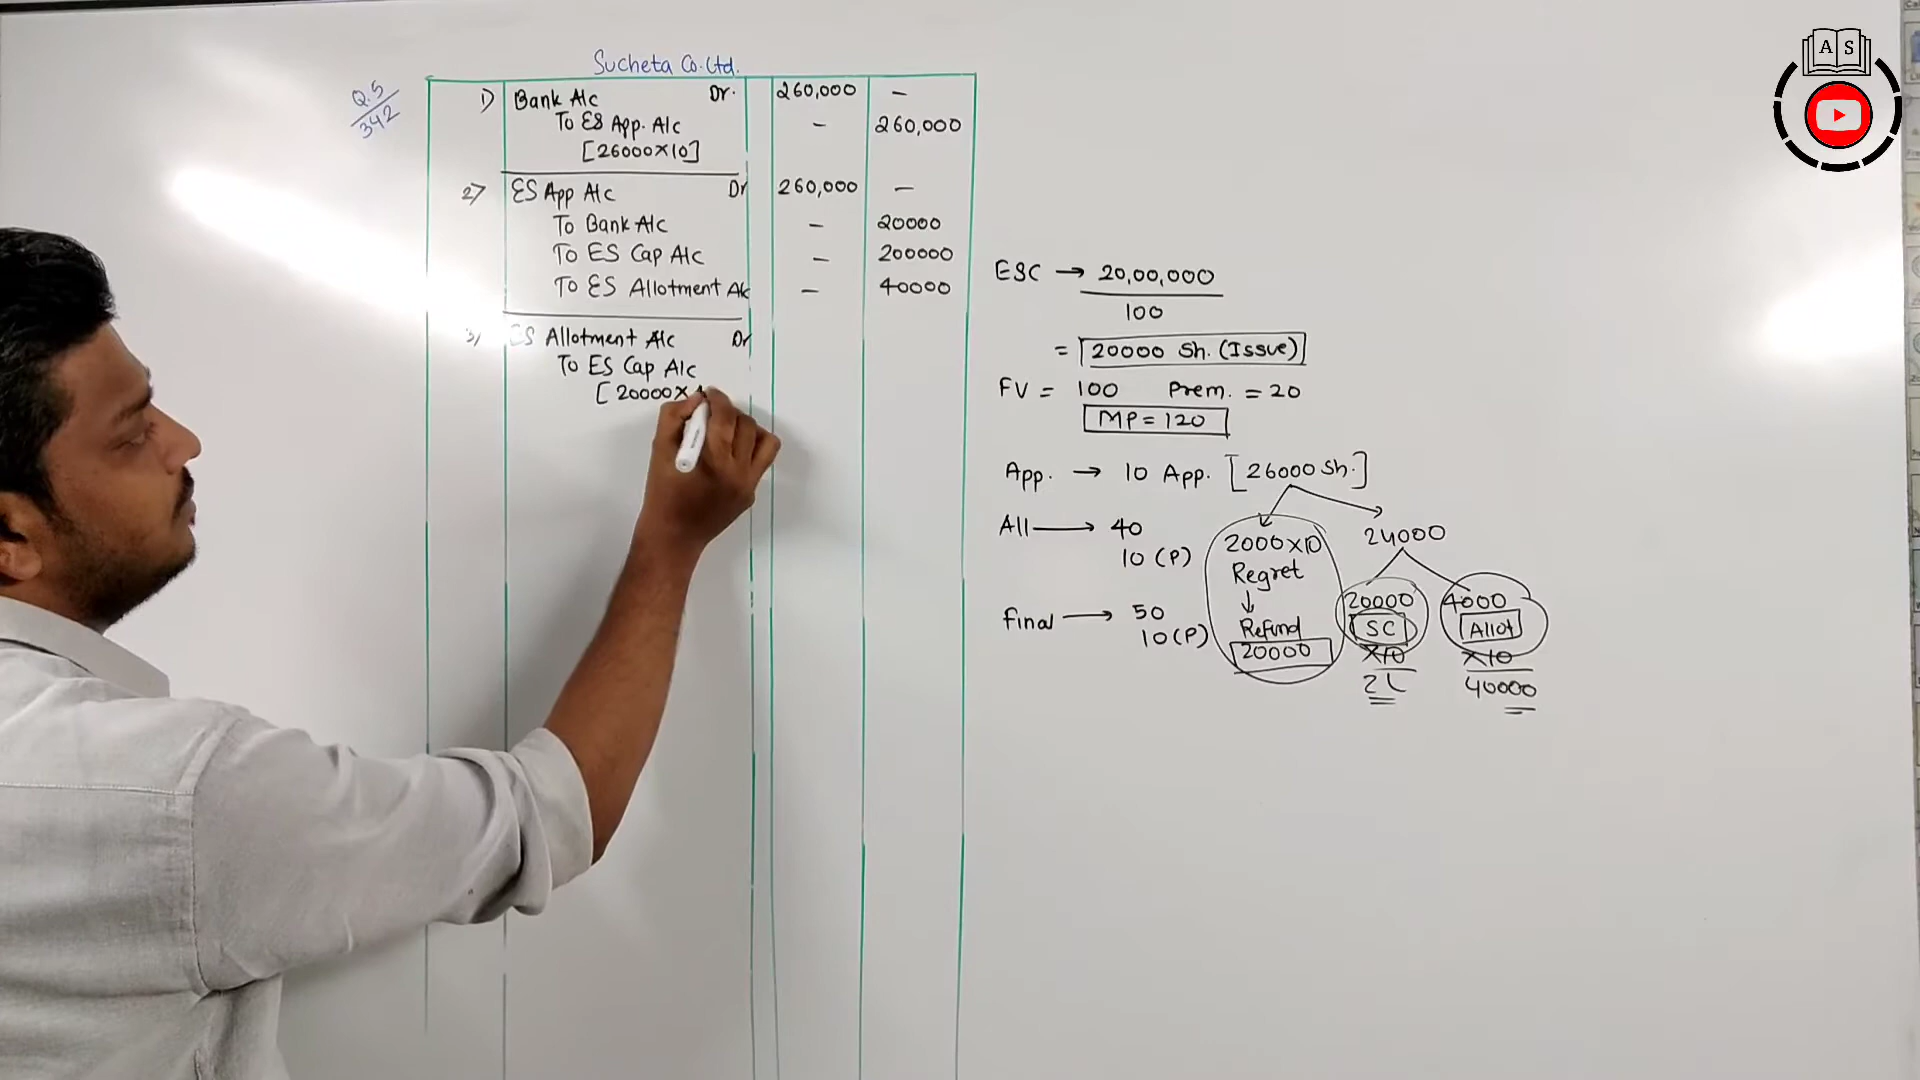 Sucheta Co. Ltd.
Q.5
342
1) Bank A/c Dr. 260,000 –
To ES App. A/c – 260,000
[26000×10]
2) ES App A/c Dr 260,000 –
To Bank A/c – 20000
To ES Cap A/c – 200000
To ES Allotment A/c – 40000
3) ES Allotment A/c Dr
To ES Cap A/c
[20000×
ESC → 20,00,000
100
= 20000 Sh. (Issue)
FV = 100 Prem. = 20
MP = 120
App. → 10 App. [26000 Sh.]
All → 40
10 (P)
Final → 50
10 (P)
2000×10
Regret
↓
Refund
20000
24000
20000
SC
×10
2L
4000
Allot
×10
40000
A S